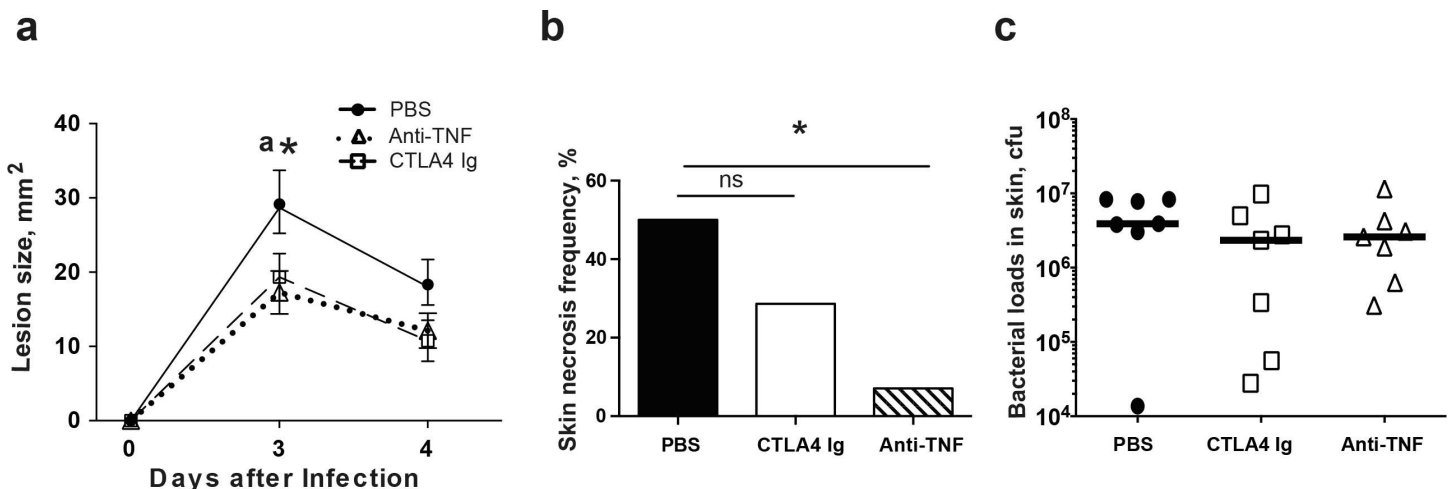 a
PBS
Anti-TNF
CTLA4 Ig
40
30
20
10
0
a *
Lesion size, mm²
0 3 4
Days after Infection
b
*
ns
60
40
20
0
Skin necrosis frequency, %
PBS CTLA4 Ig Anti-TNF
c
10⁸
10⁷
10⁶
10⁵
10⁴
Bacterial loads in skin, cfu
PBS CTLA4 Ig Anti-TNF